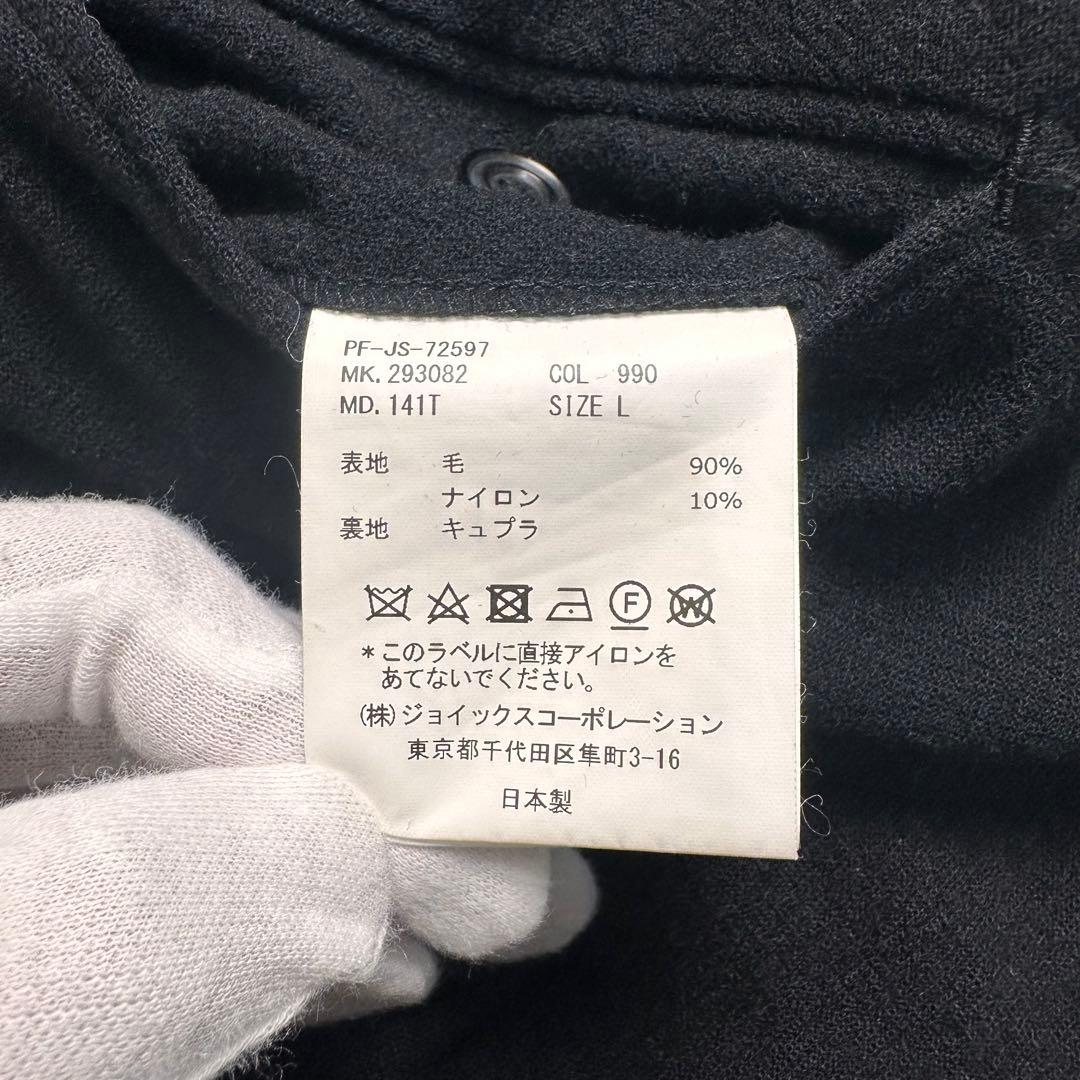 PF-JS-72597
MK. 293082 COL 990
MD. 141T SIZE L
表地 毛 90%
ナイロン 10%
裏地 キュプラ
F W
*このラベルに直接アイロンを
あてないでください。
(株)ジョイックスコーポレーション
東京都千代田区隼町3-16
日本製